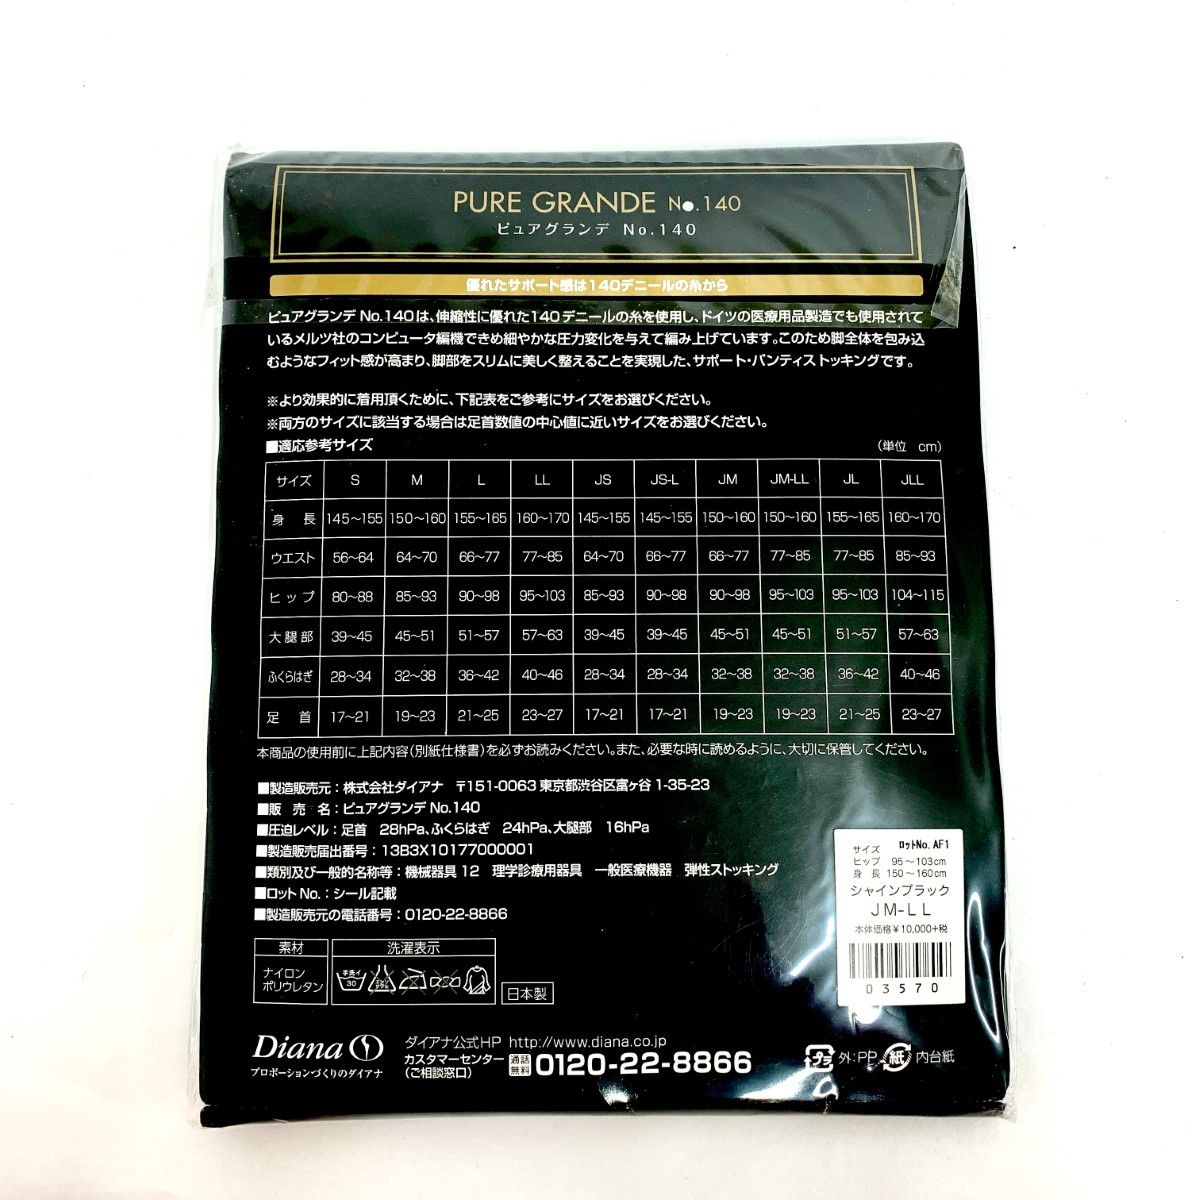 PURE GRANDE No.140
ピュアグランデ No.140
優れたサポート感は140デニールの糸から
ピュアグランデ No.140は、伸縮性に優れた140デニールの糸を使用し、ドイツの医療用品製造でも使用されて
いるメルツ社のコンピュータ編機できめ細やかな圧力変化を与えて編み上げています。このため脚全体を包み込
むようなフィット感が高まり、脚部をスリムに美しく整えることを実現した、サポート・パンティストッキングです。
※より効果的に着用頂くために、下記表をご参考にサイズをお選びください。
※両方のサイズに該当する場合は足首数値の中心値に近いサイズをお選びください。
■適応参考サイズ (単位 cm)
サイズ S M L LL JS JS-L JM JM-LL JL JLL
身長 145~155 150~160 155~165 160~170 145~155 145~155 150~160 150~160 155~165 160~170
ウエスト 56~64 64~70 66~77 77~85 64~70 66~77 66~77 77~85 77~85 85~93
ヒップ 80~88 85~93 90~98 95~103 85~93 90~98 90~98 95~103 95~103 104~115
大腿部 39~45 45~51 51~57 57~63 39~45 39~45 45~51 45~51 51~57 57~63
ふくらはぎ 28~34 32~38 36~42 40~46 28~34 28~34 32~38 32~38 36~42 40~46
足首 17~21 19~23 21~25 23~27 17~21 17~21 19~23 19~23 21~25 23~27
本商品の使用前に上記内容(別紙仕様書)を必ずお読みください。また、必要な時に読めるように、大切に保管してください。
■製造販売元:株式会社ダイアナ 〒151-0063 東京都渋谷区富ヶ谷 1-35-23
■販売名:ピュアグランデ No.140
■圧迫レベル:足首 28hPa、ふくらはぎ 24hPa、大腿部 16hPa
■製造販売届出番号:13B3X10177000001
■類別及び一般的名称等:機械器具12 理学診療用器具 一般医療機器 弾性ストッキング
■ロットNo.:シール記載
■製造販売元の電話番号:0120-22-8866
素材 洗濯表示
ナイロン
ポリウレタン
手洗イ
30
エンソ
サラシ
日本製
サイズ ロットNo. AF1
ヒップ 95~103cm
身長 150~160cm
シャインブラック
JM-LL
本体価格¥10,000+税
03570
Diana
プロポーションづくりのダイアナ
ダイアナ公式HP http://www.diana.co.jp
カスタマーセンター
(ご相談窓口)
通話
無料
0120-22-8866
プラ 外:PP 紙 内台紙